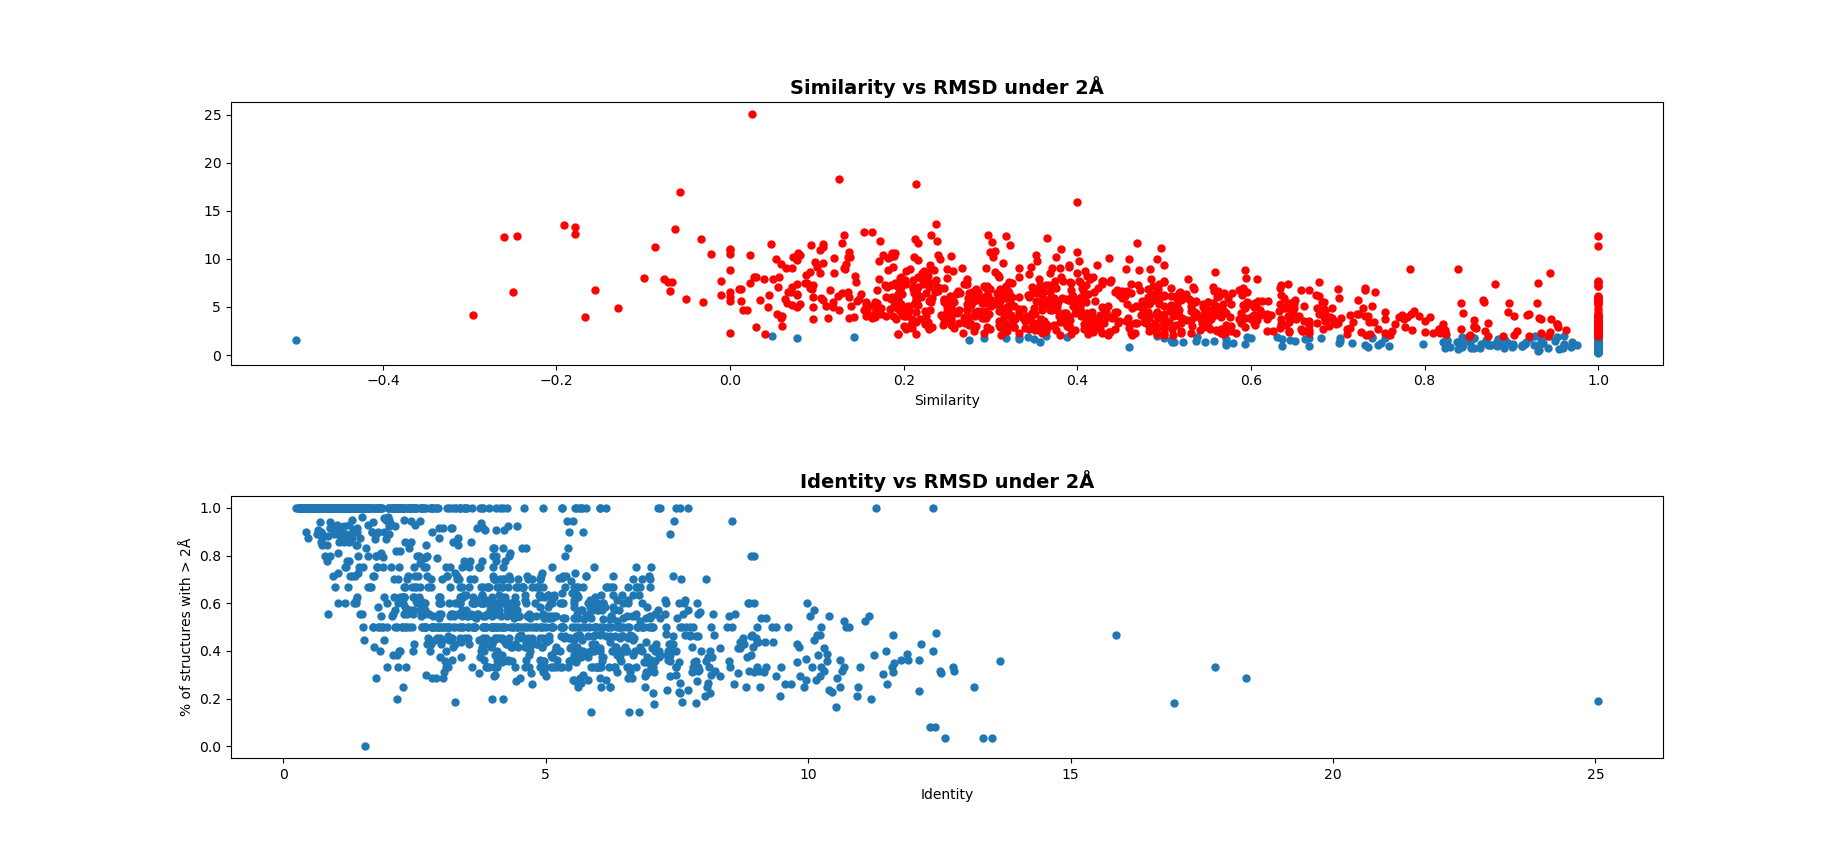 Similarity vs RMSD under 2Å
25
20
15
10
5
0
−0.4 −0.2 0.0 0.2 0.4 0.6 0.8 1.0
Similarity
Identity vs RMSD under 2Å
% of structures with > 2Å
1.0
0.8
0.6
0.4
0.2
0.0
0 5 10 15 20 25
Identity